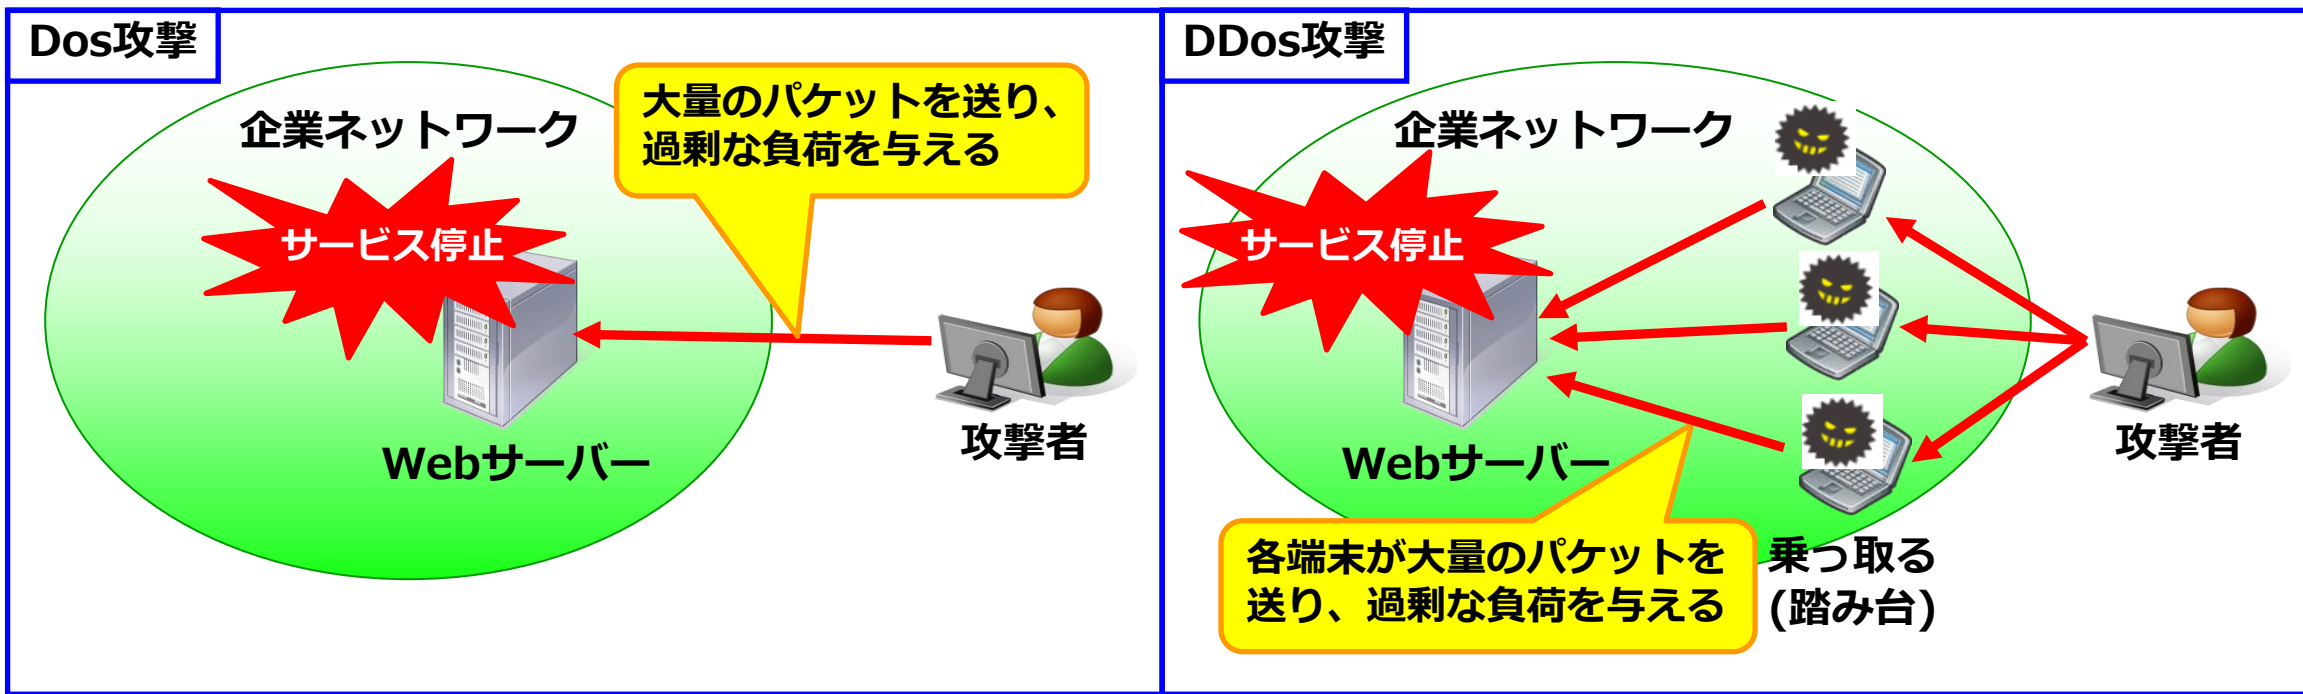 Dos攻撃
企業ネットワーク
大量のパケットを送り、
過剰な負荷を与える
サービス停止
Webサーバー
攻撃者
DDos攻撃
企業ネットワーク
サービス停止
Webサーバー
攻撃者
各端末が大量のパケットを
送り、過剰な負荷を与える
乗っ取る
(踏み台)